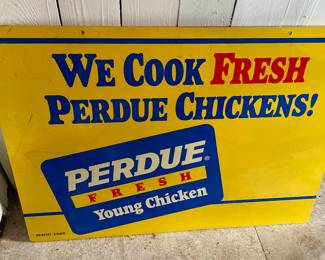 WE COOK FRESH
PERDUE CHICKENS!
PERDUE®
FRESH
Young Chicken